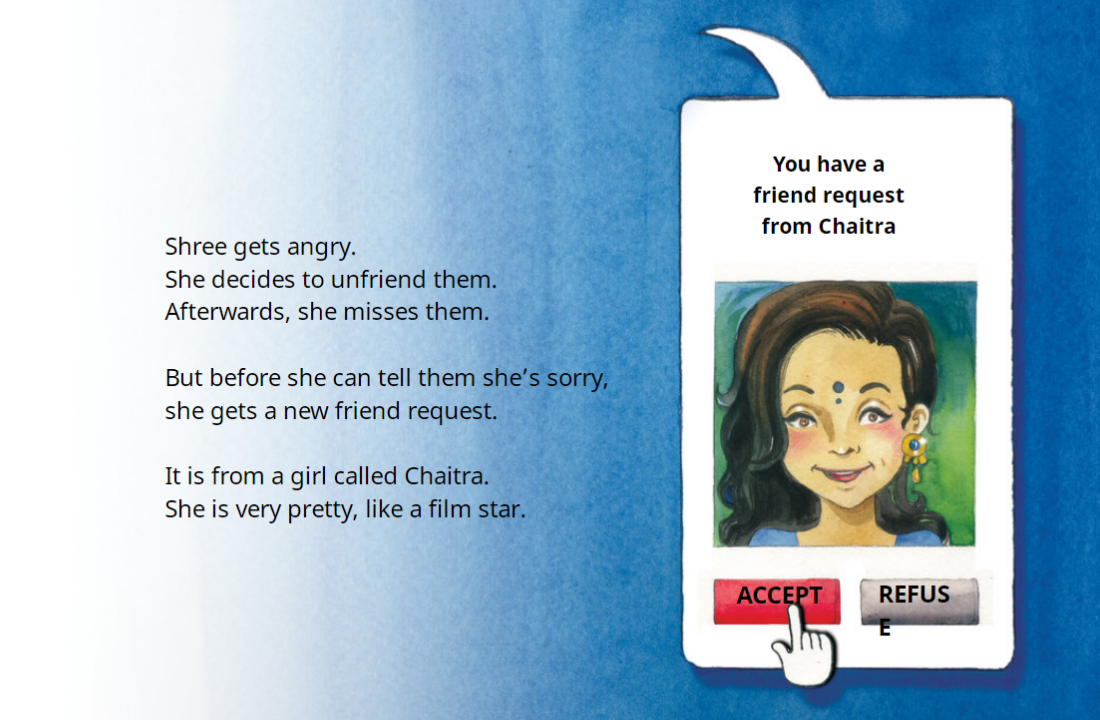 Shree gets angry.
She decides to unfriend them.
Afterwards, she misses them.
But before she can tell them she’s sorry,
she gets a new friend request.
It is from a girl called Chaitra.
She is very pretty, like a film star.
You have a
friend request
from Chaitra
ACCEPT
REFUS
E